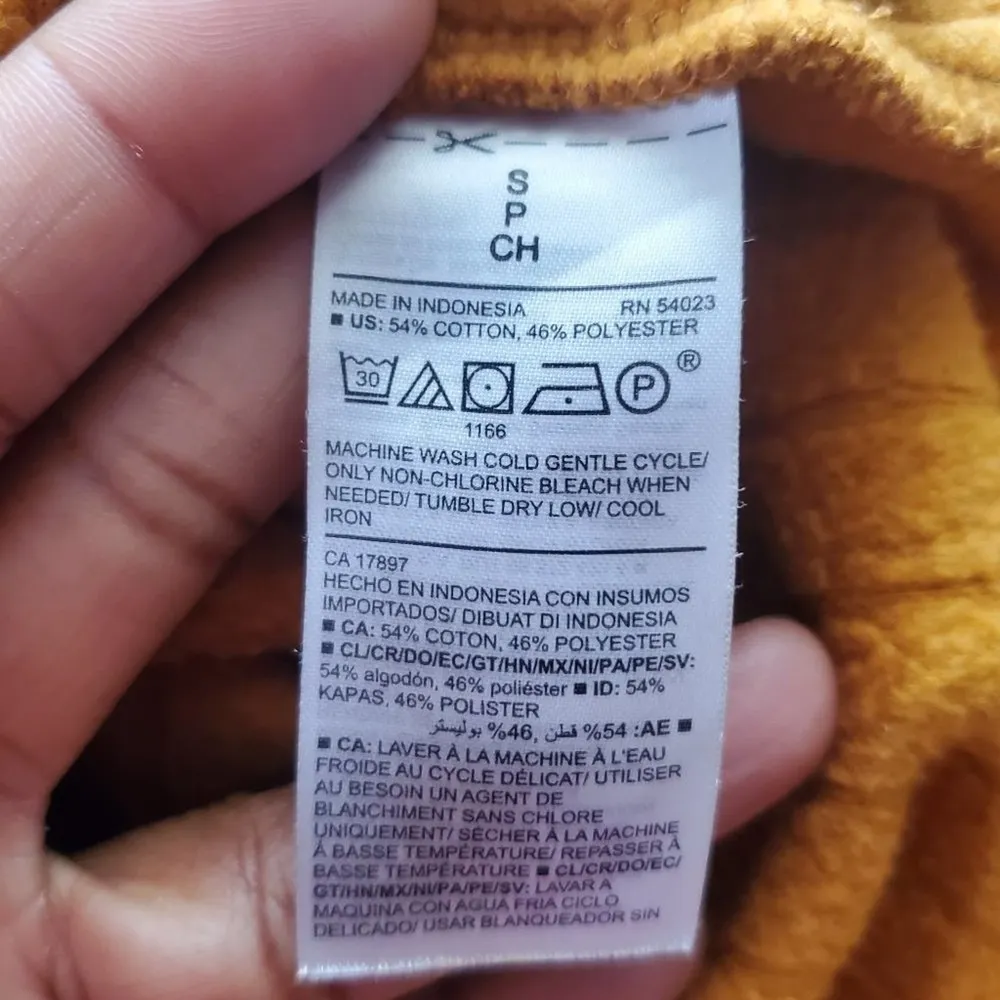 S
P
CH
MADE IN INDONESIA RN 54023
■ US: 54% COTTON, 46% POLYESTER
30 P ®
1166
MACHINE WASH COLD GENTLE CYCLE/
ONLY NON-CHLORINE BLEACH WHEN
NEEDED/ TUMBLE DRY LOW/ COOL
IRON
CA 17897
HECHO EN INDONESIA CON INSUMOS
IMPORTADOS/ DIBUAT DI INDONESIA
■ CA: 54% COTON, 46% POLYESTER
■ CL/CR/DO/EC/GT/HN/MX/NI/PA/PE/SV:
54% algodón, 46% poliéster ■ ID: 54%
KAPAS, 46% POLISTER
■ AE: 54% قطن, 46% بوليستر
■ CA: LAVER À LA MACHINE À L'EAU
FROIDE AU CYCLE DÉLICAT/ UTILISER
AU BESOIN UN AGENT DE
BLANCHIMENT SANS CHLORE
UNIQUEMENT/ SÉCHER À LA MACHINE
À BASSE TEMPÉRATURE/ REPASSER À
BASSE TEMPÉRATURE ■ CL/CR/DO/EC/
GT/HN/MX/NI/PA/PE/SV: LAVAR A
MAQUINA CON AGUA FRIA CICLO
DELICADO/ USAR BLANQUEADOR SIN